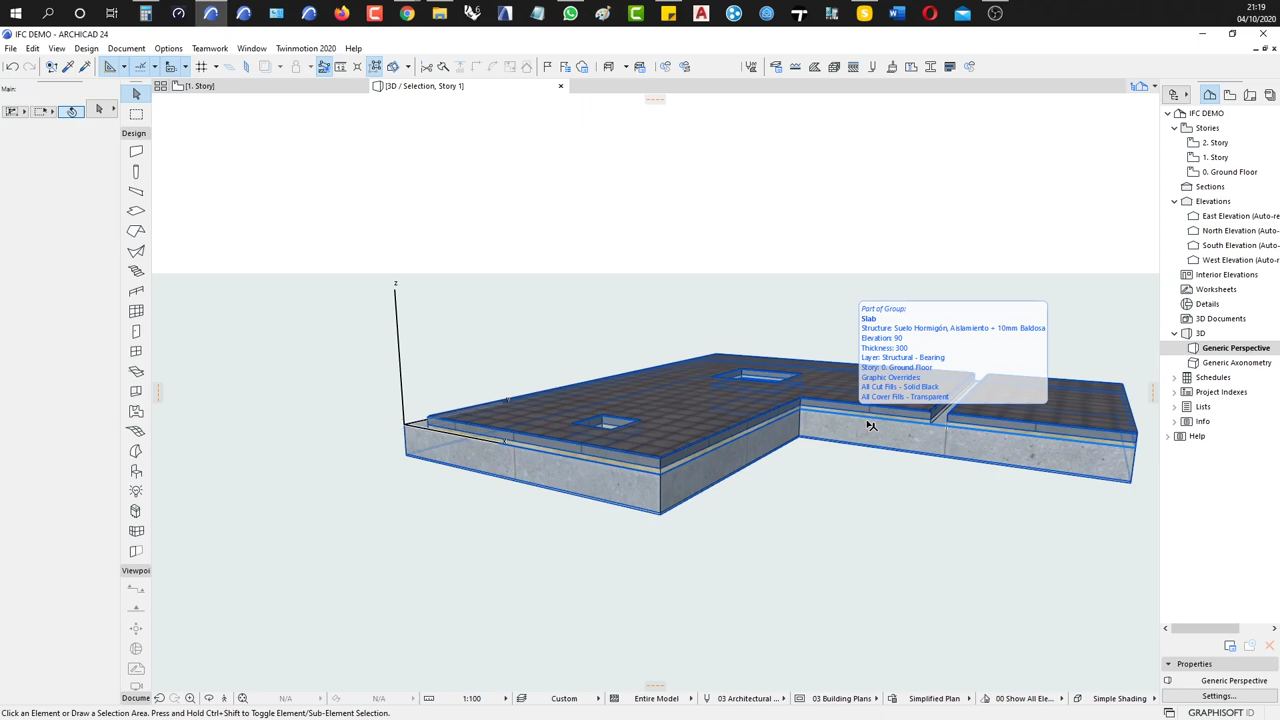 21:19
04/10/2020
IFC DEMO - ARCHICAD 24
File Edit View Design Document Options Teamwork Window Twinmotion 2020 Help
Main:
[1. Story]
[3D / Selection, Story 1]
Design
IFC DEMO
Stories
2. Story
1. Story
0. Ground Floor
Sections
Elevations
East Elevation (Auto-re
North Elevation (Auto-
South Elevation (Auto-
West Elevation (Auto-r
Interior Elevations
Worksheets
Details
3D Documents
3D
Generic Perspective
Generic Axonometry
Schedules
Project Indexes
Lists
Info
Help
z
Part of Group:
Slab
Structure: Suelo Hormigón, Aislamiento + 10mm Baldosa
Elevation: 90
Thickness: 300
Layer: Structural - Bearing
Story: 0. Ground Floor
Graphic Overrides:
All Cut Fills - Solid Black
All Cover Fills - Transparent
Viewpoi
Docume
N/A
N/A
1:100
Custom
Entire Model
03 Architectural ...
03 Building Plans
Simplified Plan
00 Show All Ele...
Simple Shading
Properties
Generic Perspective
Settings...
Click an Element or Draw a Selection Area. Press and Hold Ctrl+Shift to Toggle Element/Sub-Element Selection.
GRAPHISOFT ID